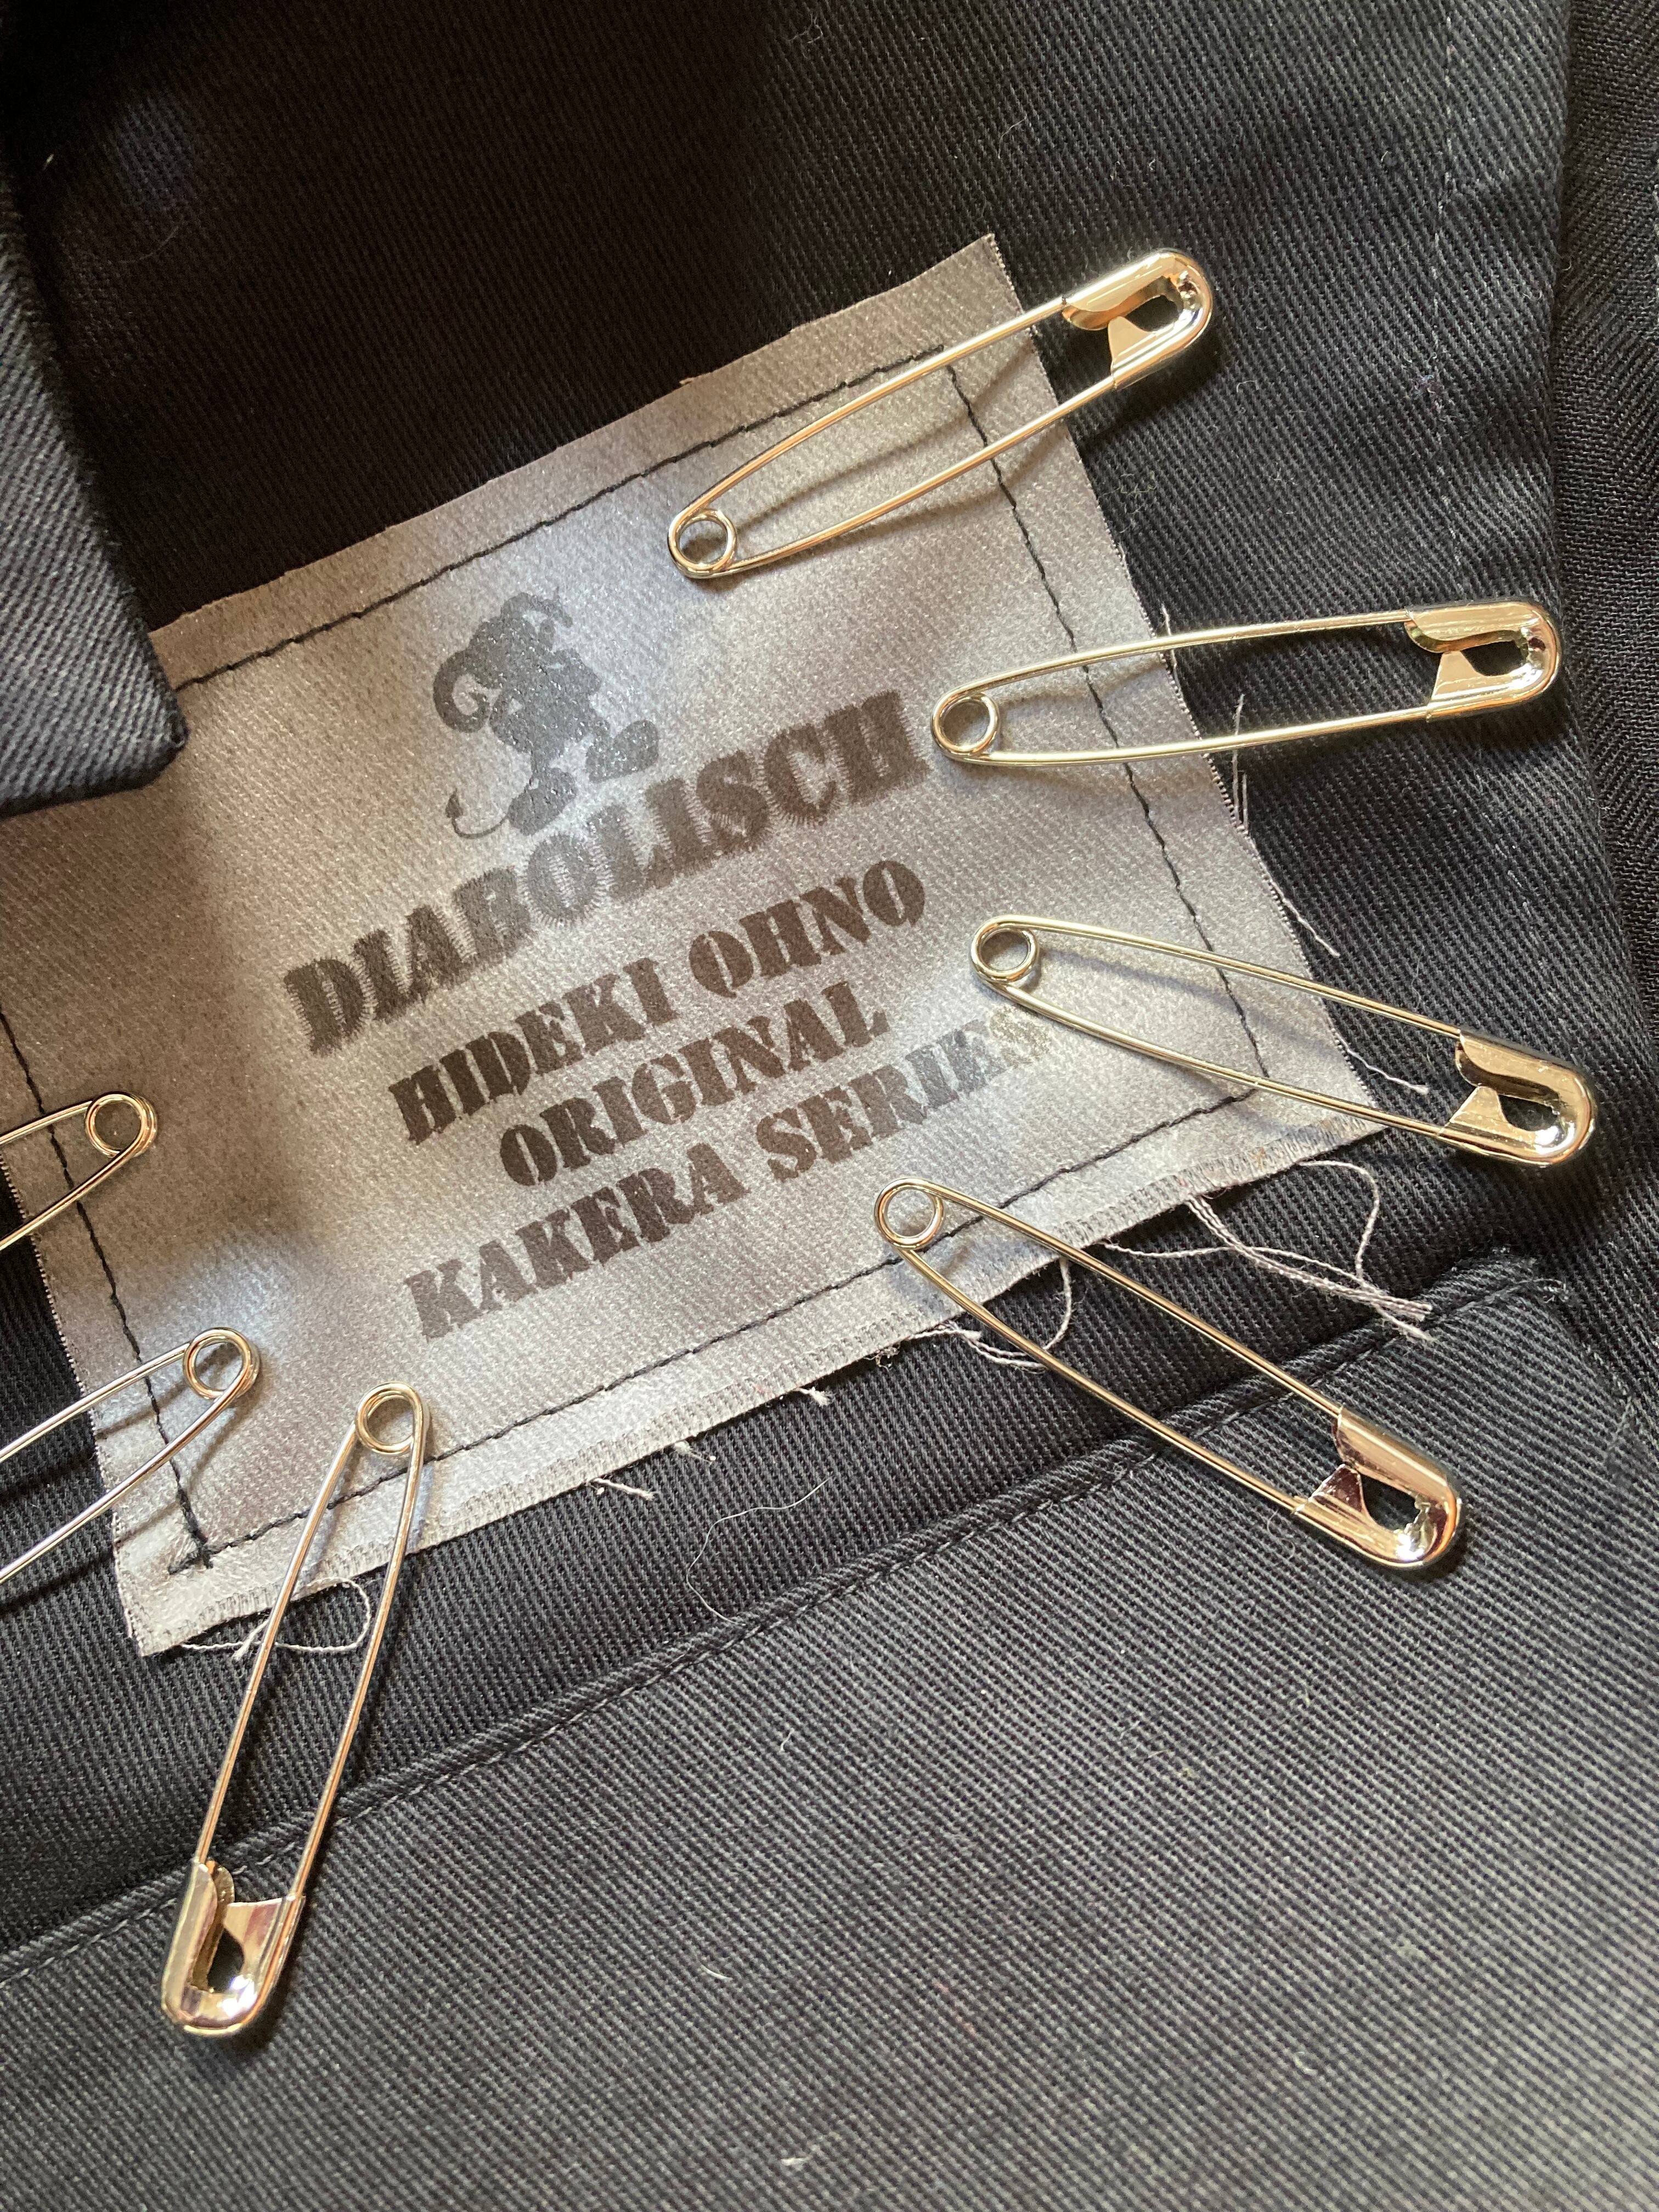 DIABOLISCH
HIDEKI OHNO
ORIGINAL
KAKERA SERIES